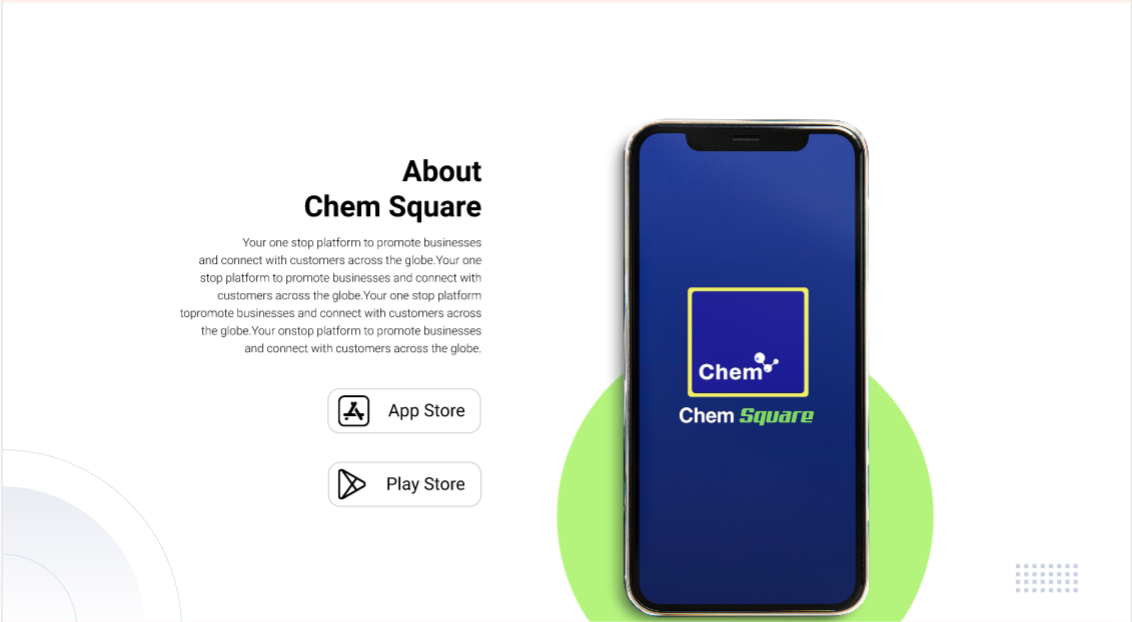 About
Chem Square
Your one stop platform to promote businesses
and connect with customers across the globe.Your one
stop platform to promote businesses and connect with
customers across the globe.Your one stop platform
topromote businesses and connect with customers across
the globe.Your onstop platform to promote businesses
and connect with customers across the globe.
App Store
Play Store
Chem
Chem Square